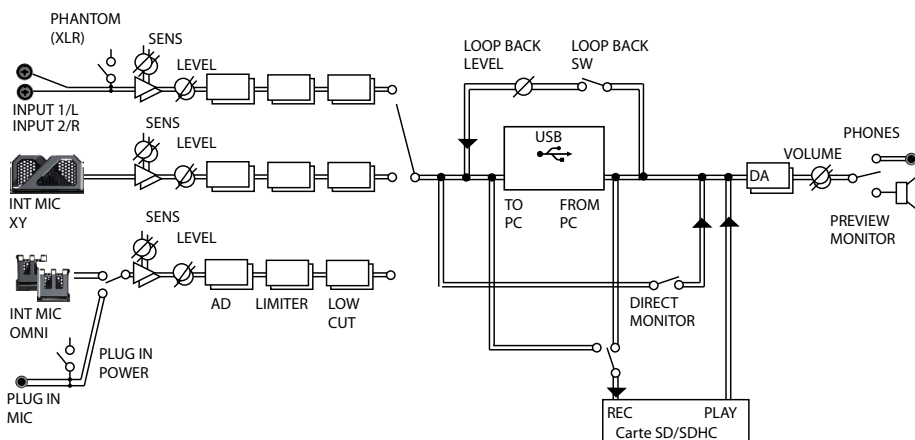 PHANTOM
(XLR)
SENS
LEVEL
LOOP BACK
LEVEL
LOOP BACK
SW
INPUT 1/L
INPUT 2/R
SENS
LEVEL
USB
PHONES
VOLUME
DA
INT MIC
XY
TO
PC
FROM
PC
PREVIEW
MONITOR
SENS
LEVEL
INT MIC
OMNI
AD
LIMITER
LOW
CUT
DIRECT
MONITOR
PLUG IN
POWER
PLUG IN
MIC
REC
PLAY
Carte SD/SDHC